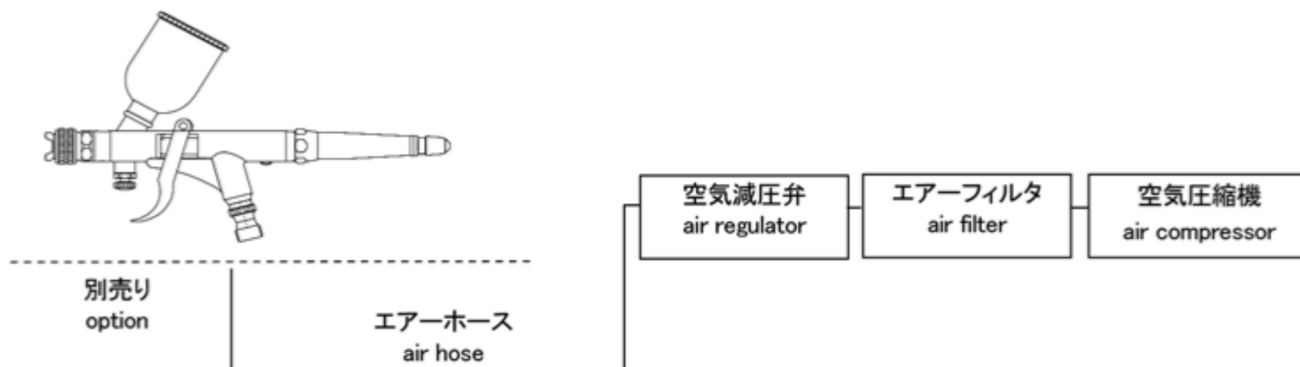 空気減圧弁
air regulator
エアーフィルタ
air filter
空気圧縮機
air compressor
別売り
option
エアーホース
air hose